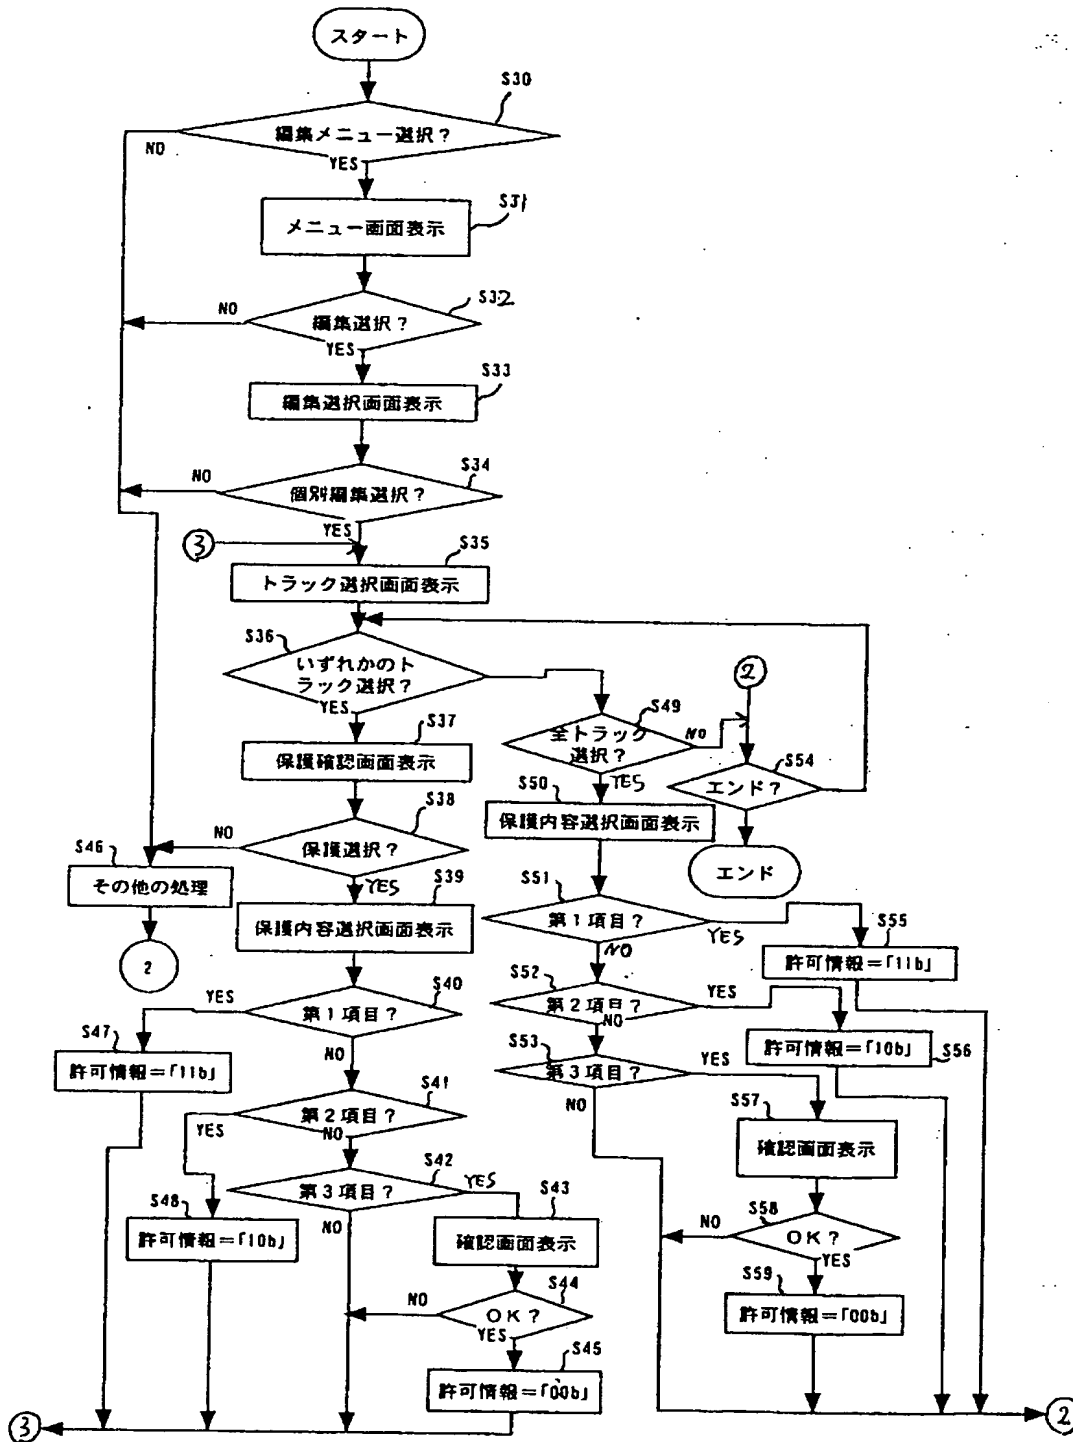 スタート
S30
編集メニュー選択?
NO
YES
S31
メニュー画面表示
S32
NO
編集選択?
YES
S33
編集選択画面表示
S34
NO
個別編集選択?
YES
3
S35
トラック選択画面表示
S36
いずれかのト
ラック選択?
YES
2
S37
保護確認画面表示
S49
全トラック
選択?
NO
YES
S54
エンド?
エンド
S38
NO
保護選択?
YES
S50
保護内容選択画面表示
S46
その他の処理
2
S39
保護内容選択画面表示
S51
第1項目?
YES
NO
S55
許可情報=「11b」
S40
YES
第1項目?
NO
S52
第2項目?
YES
NO
許可情報=「10b」
S56
S47
許可情報=「11b」
S53
第3項目?
YES
NO
S41
第2項目?
YES
NO
S57
確認画面表示
S42
第3項目?
YES
NO
S43
確認画面表示
S48
許可情報=「10b」
S58
NO
OK?
YES
S44
NO
OK?
YES
S59
許可情報=「00b」
S45
許可情報=「00b」
3
2